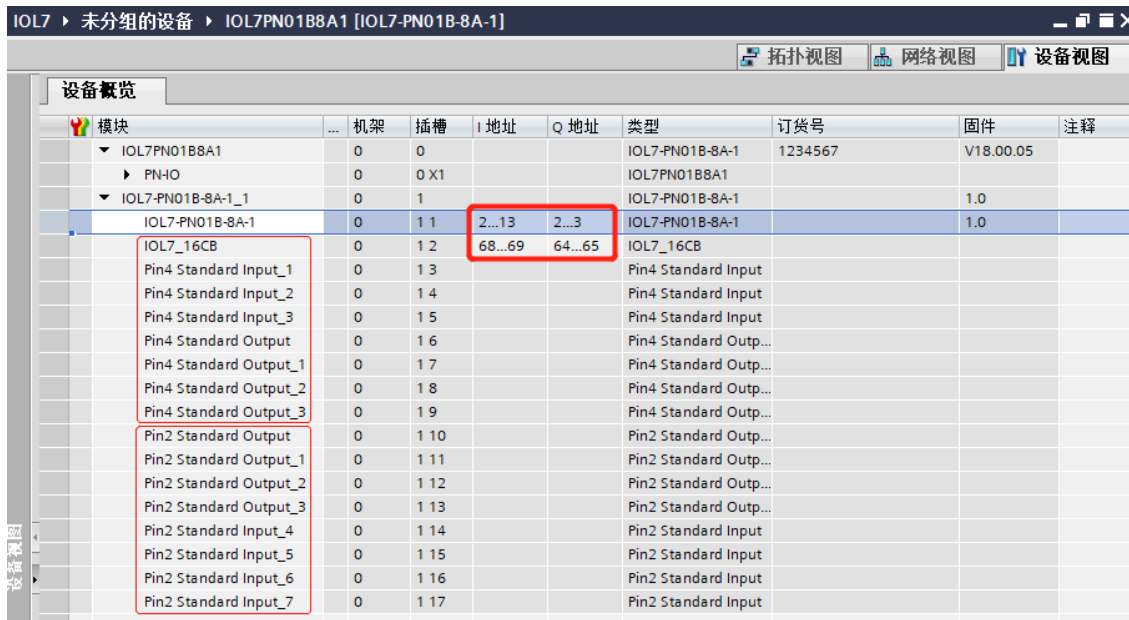 IOL7 ▸ 未分组的设备 ▸ IOL7PN01B8A1 [IOL7-PN01B-8A-1]
拓扑视图 网络视图 设备视图
设备概览
模块 ... 机架 插槽 I 地址 Q 地址 类型 订货号 固件 注释
IOL7PN01B8A1 0 0 IOL7-PN01B-8A-1 1234567 V18.00.05
PN-IO 0 0 X1 IOL7PN01B8A1
IOL7-PN01B-8A-1_1 0 1 IOL7-PN01B-8A-1 1.0
IOL7-PN01B-8A-1 0 1 1 2...13 2...3 IOL7-PN01B-8A-1 1.0
IOL7_16CB 0 1 2 68...69 64...65 IOL7_16CB
Pin4 Standard Input_1 0 1 3 Pin4 Standard Input
Pin4 Standard Input_2 0 1 4 Pin4 Standard Input
Pin4 Standard Input_3 0 1 5 Pin4 Standard Input
Pin4 Standard Output 0 1 6 Pin4 Standard Outp...
Pin4 Standard Output_1 0 1 7 Pin4 Standard Outp...
Pin4 Standard Output_2 0 1 8 Pin4 Standard Outp...
Pin4 Standard Output_3 0 1 9 Pin4 Standard Outp...
Pin2 Standard Output 0 1 10 Pin2 Standard Outp...
Pin2 Standard Output_1 0 1 11 Pin2 Standard Outp...
Pin2 Standard Output_2 0 1 12 Pin2 Standard Outp...
Pin2 Standard Output_3 0 1 13 Pin2 Standard Outp...
Pin2 Standard Input_4 0 1 14 Pin2 Standard Input
Pin2 Standard Input_5 0 1 15 Pin2 Standard Input
Pin2 Standard Input_6 0 1 16 Pin2 Standard Input
Pin2 Standard Input_7 0 1 17 Pin2 Standard Input
设备视图